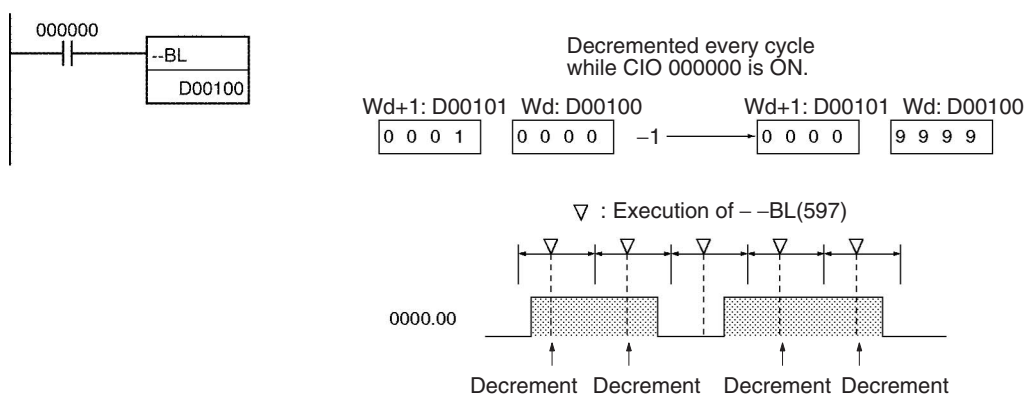 000000
--BL
D00100
Decremented every cycle
while CIO 000000 is ON.
Wd+1: D00101 Wd: D00100 Wd+1: D00101 Wd: D00100
0 0 0 1 0 0 0 0 –1 0 0 0 0 9 9 9 9
: Execution of – –BL(597)
0000.00
Decrement Decrement Decrement Decrement